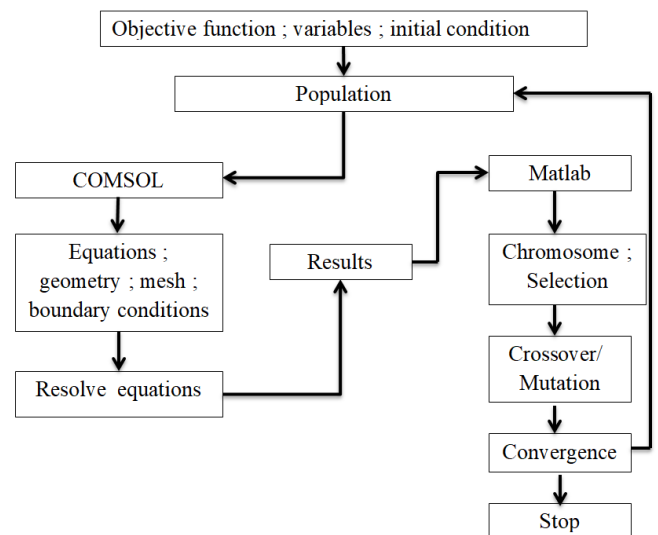 Objective function ; variables ; initial condition
Population
COMSOL
Equations ;
geometry ; mesh ;
boundary conditions
Resolve equations
Results
Matlab
Chromosome ;
Selection
Crossover/
Mutation
Convergence
Stop